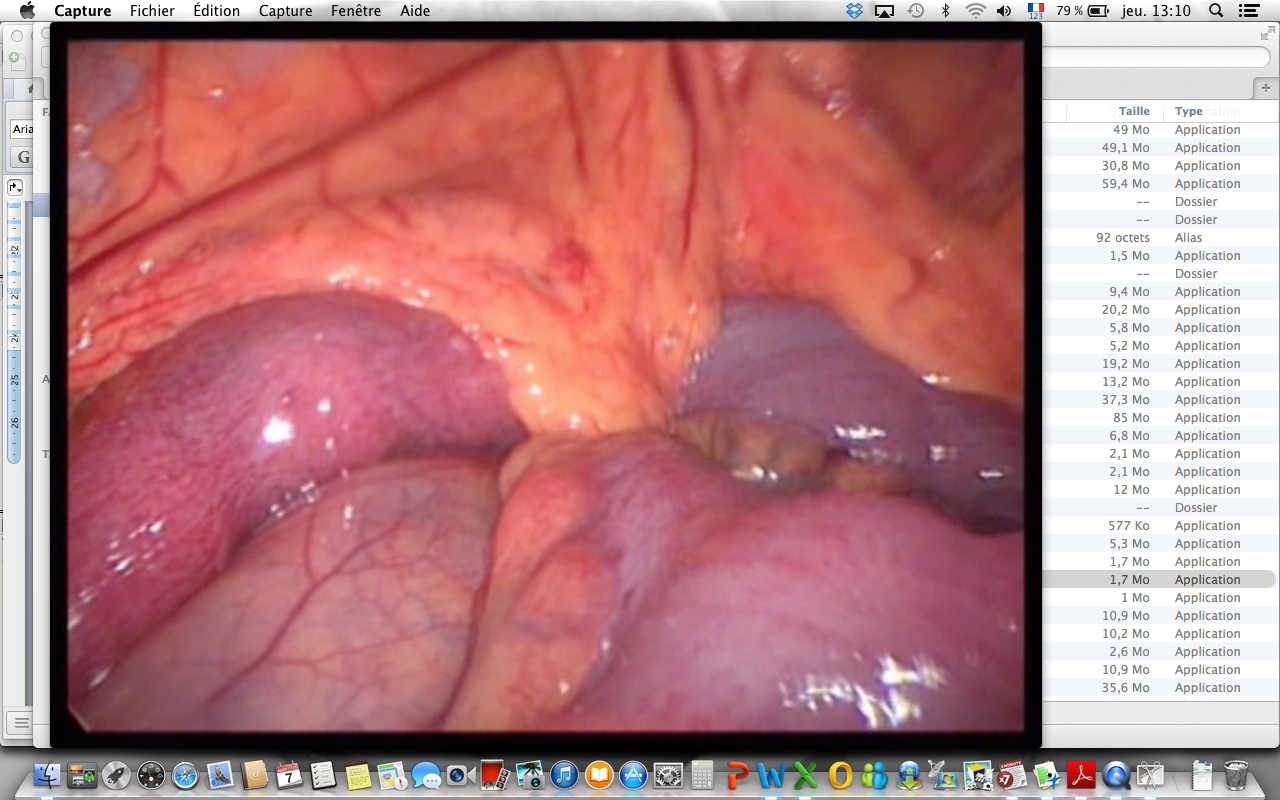 Capture Fichier Édition Capture Fenêtre Aide 123 79 % jeu. 13:10
Aria
G
Taille Type
49 Mo Application
49,1 Mo Application
30,8 Mo Application
59,4 Mo Application
-- Dossier
-- Dossier
92 octets Alias
1,5 Mo Application
-- Dossier
9,4 Mo Application
20,2 Mo Application
5,8 Mo Application
5,2 Mo Application
19,2 Mo Application
13,2 Mo Application
37,3 Mo Application
85 Mo Application
6,8 Mo Application
2,1 Mo Application
2,1 Mo Application
12 Mo Application
-- Dossier
577 Ko Application
5,3 Mo Application
1,7 Mo Application
1,7 Mo Application
1 Mo Application
10,9 Mo Application
10,2 Mo Application
2,6 Mo Application
10,9 Mo Application
35,6 Mo Application
25
26
7
P W X O